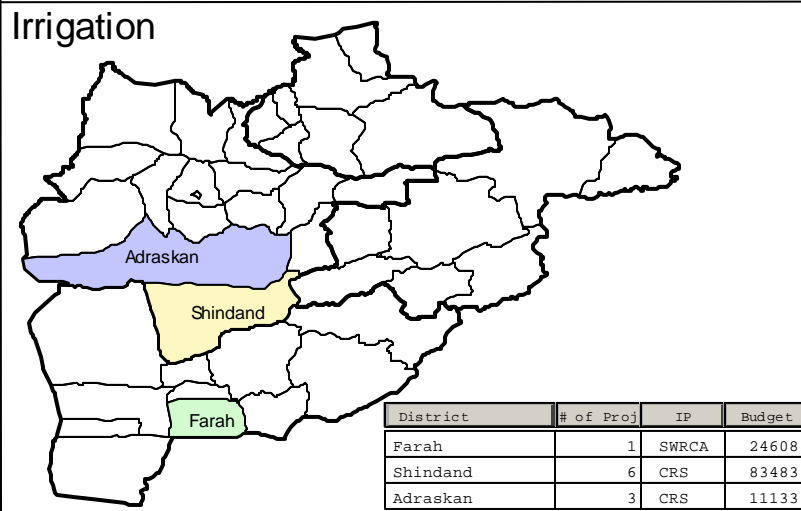 Irrigation
Adraskan
Shindand
Farah
District # of Proj IP Budget
Farah 1 SWRCA 24608
Shindand 6 CRS 83483
Adraskan 3 CRS 11133